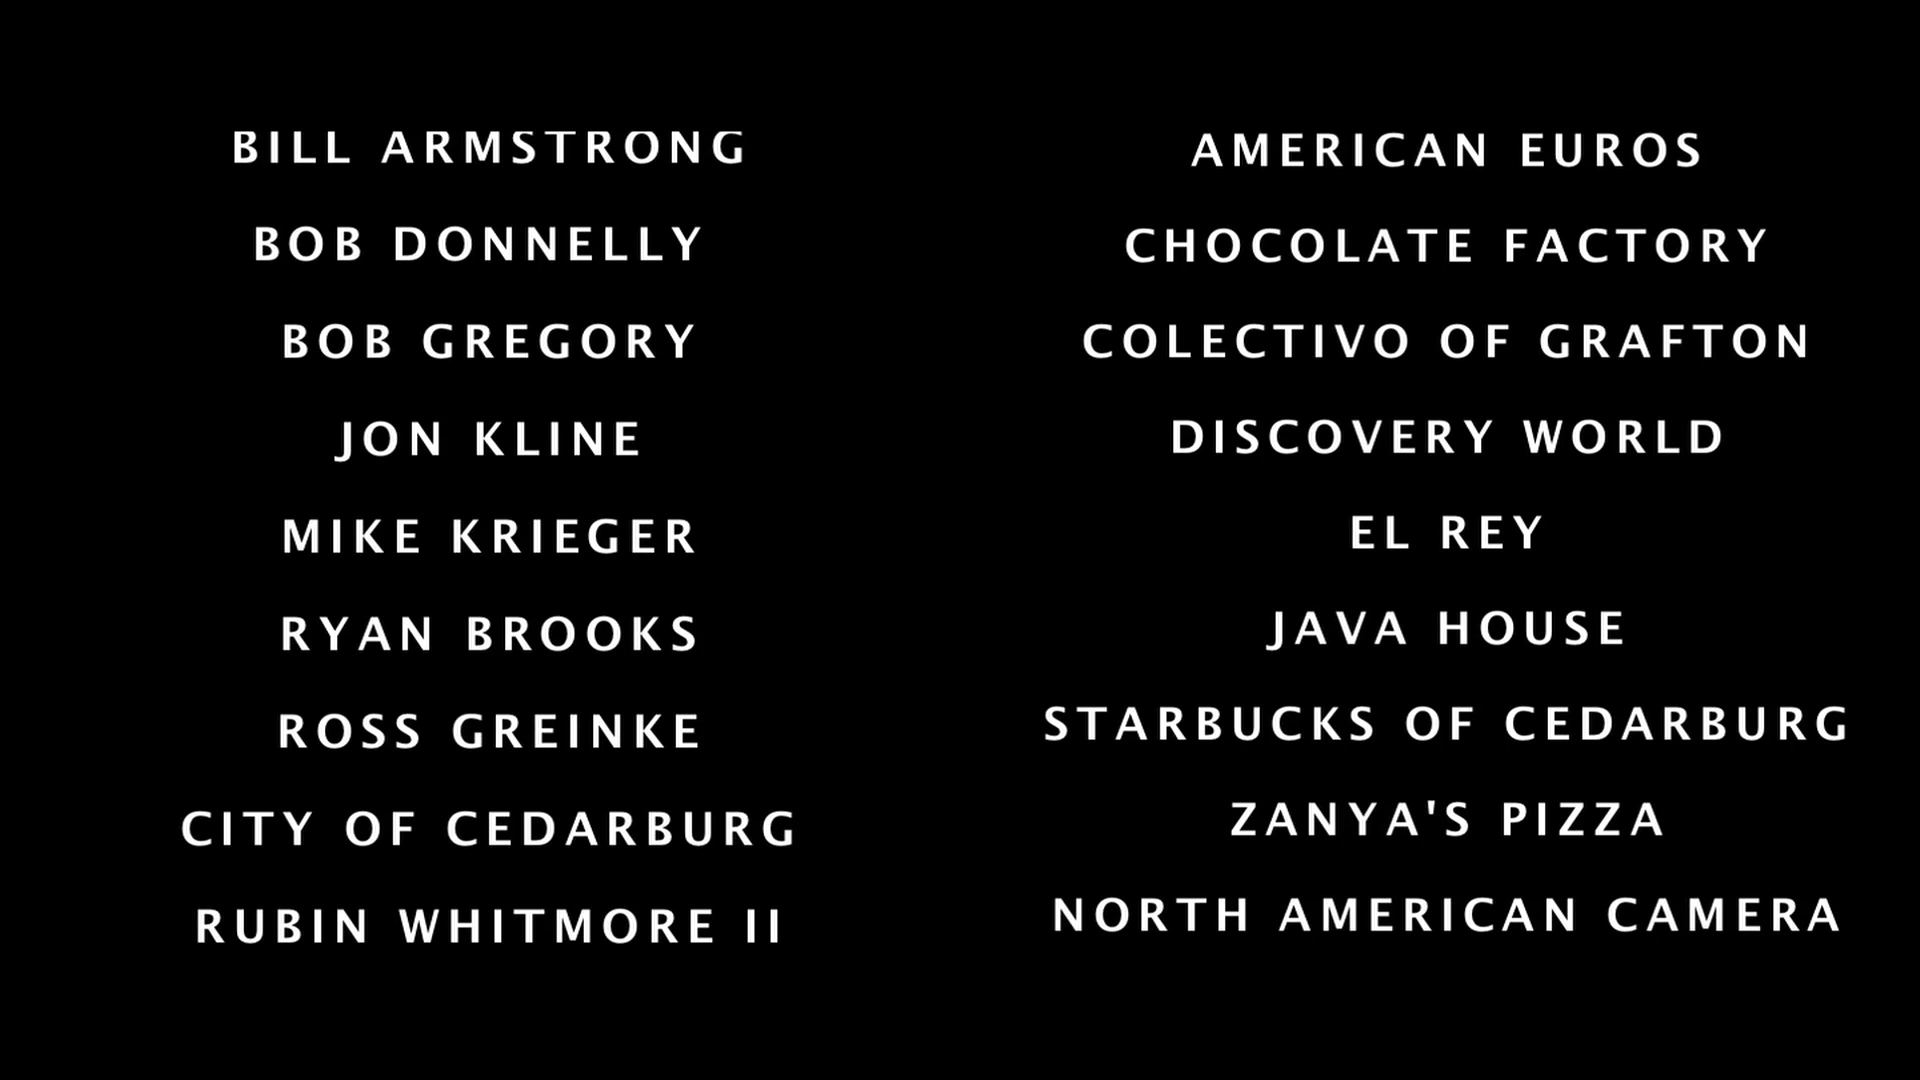 BILL ARMSTRONG
BOB DONNELLY
BOB GREGORY
JON KLINE
MIKE KRIEGER
RYAN BROOKS
ROSS GREINKE
CITY OF CEDARBURG
RUBIN WHITMORE II
AMERICAN EUROS
CHOCOLATE FACTORY
COLECTIVO OF GRAFTON
DISCOVERY WORLD
EL REY
JAVA HOUSE
STARBUCKS OF CEDARBURG
ZANYA'S PIZZA
NORTH AMERICAN CAMERA